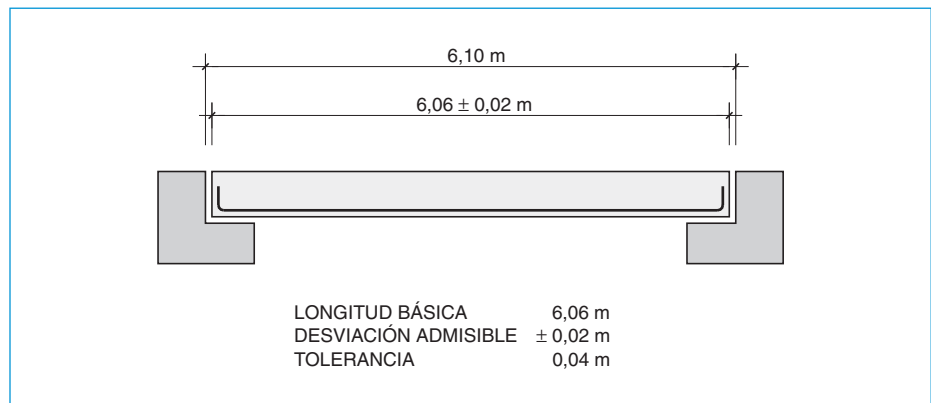 6,10 m
6,06 ± 0,02 m
LONGITUD BÁSICA 6,06 m
DESVIACIÓN ADMISIBLE ± 0,02 m
TOLERANCIA 0,04 m